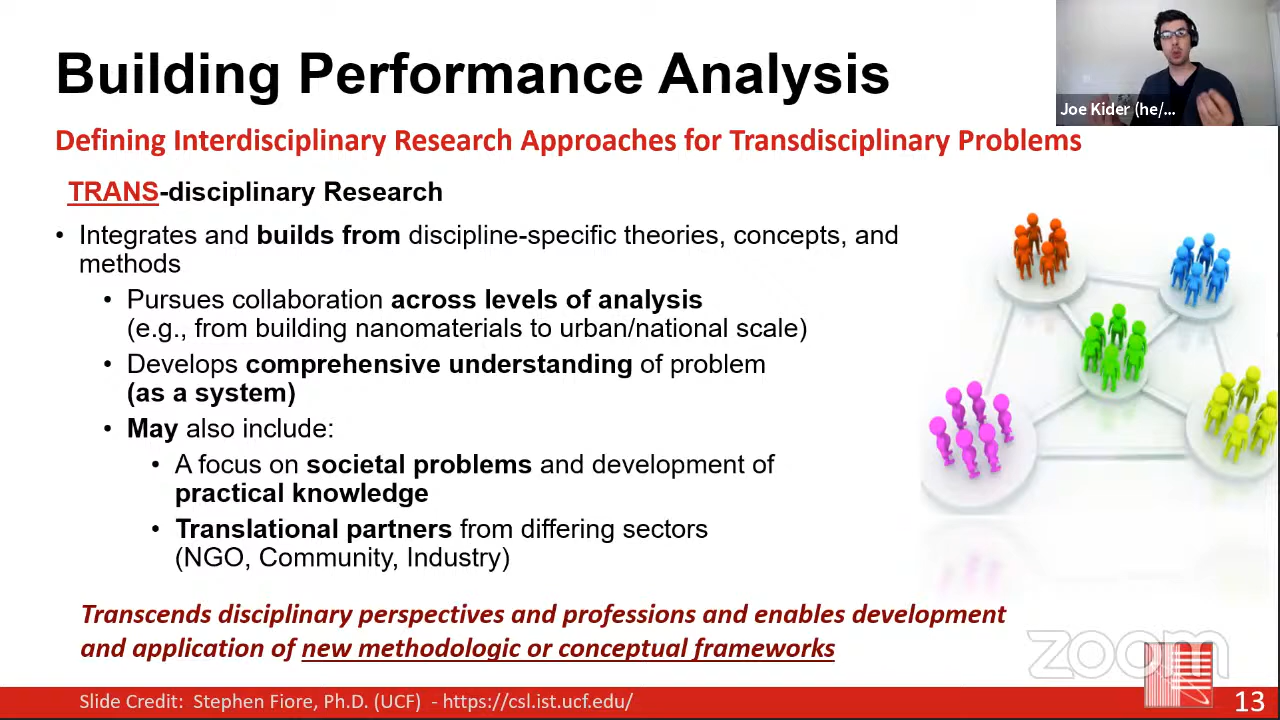 Building Performance Analysis
Joe Kider (he/...
Defining Interdisciplinary Research Approaches for Transdisciplinary Problems
TRANS-disciplinary Research
• Integrates and builds from discipline-specific theories, concepts, and
methods
• Pursues collaboration across levels of analysis
(e.g., from building nanomaterials to urban/national scale)
• Develops comprehensive understanding of problem
(as a system)
• May also include:
• A focus on societal problems and development of
practical knowledge
• Translational partners from differing sectors
(NGO, Community, Industry)
Transcends disciplinary perspectives and professions and enables development
and application of new methodologic or conceptual frameworks
zoom
Slide Credit: Stephen Fiore, Ph.D. (UCF) - https://csl.ist.ucf.edu/
13